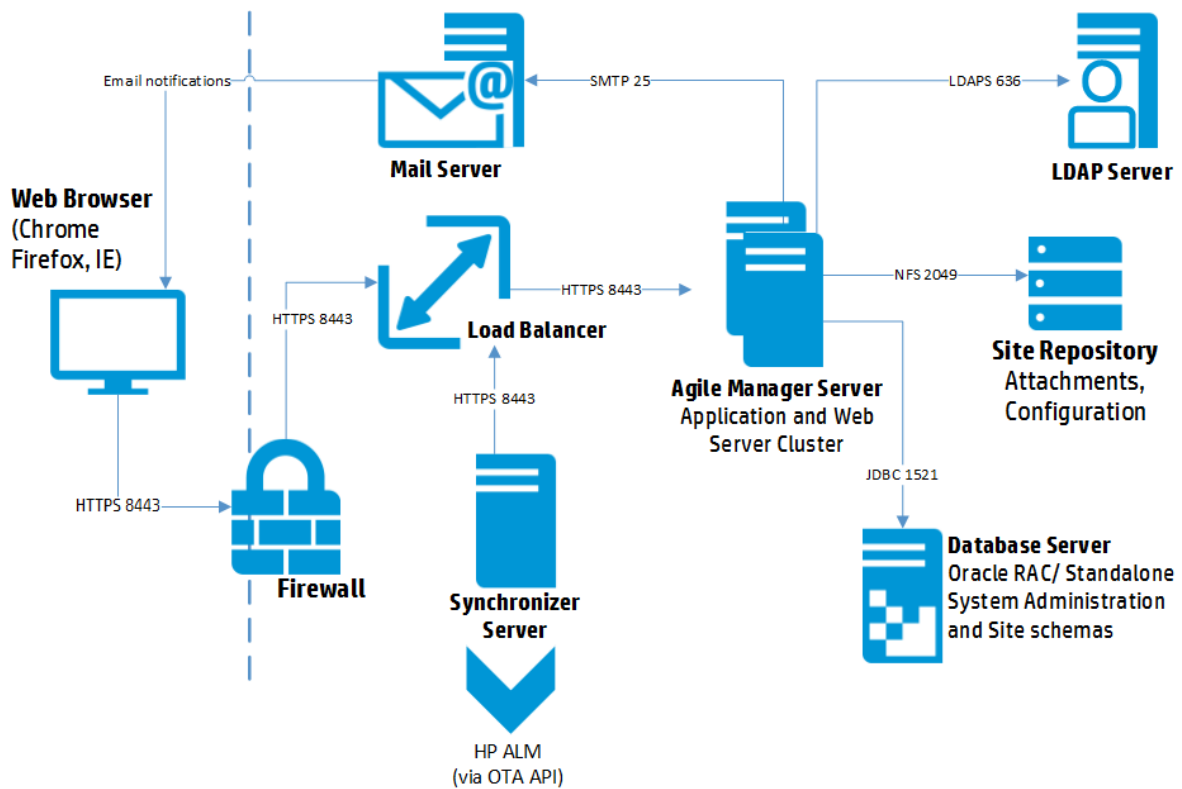 Email notifications
SMTP 25
LDAPS 636
Mail Server
LDAP Server
Web Browser
(Chrome
Firefox, IE)
HTTPS 8443
Load Balancer
HTTPS 8443
NFS 2049
Site Repository
Attachments,
Configuration
Agile Manager Server
Application and Web
Server Cluster
HTTPS 8443
JDBC 1521
HTTPS 8443
Firewall
Synchronizer
Server
Database Server
Oracle RAC/ Standalone
System Administration
and Site schemas
HP ALM
(via OTA API)